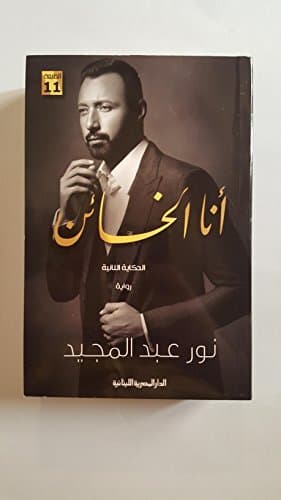 الطبعة
11
أنا الخائن
الحكاية الثانية
رواية
نور عبد المجيد
الدار المصرية اللبنانية